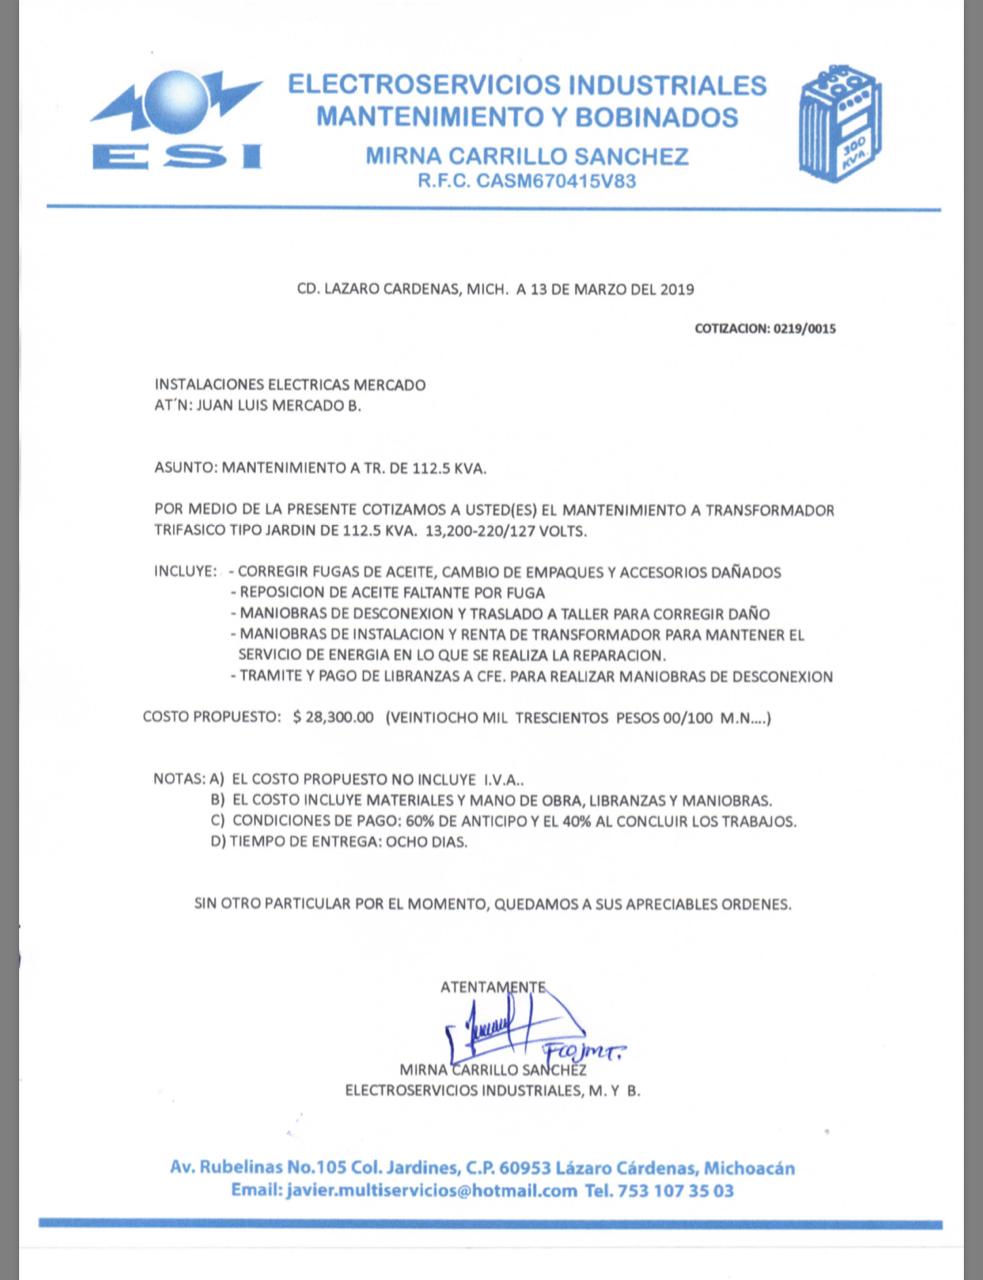 ESI
ELECTROSERVICIOS INDUSTRIALES
MANTENIMIENTO Y BOBINADOS
MIRNA CARRILLO SANCHEZ
R.F.C. CASM670415V83
300
KVA.
CD. LAZARO CARDENAS, MICH. A 13 DE MARZO DEL 2019
COTIZACION: 0219/0015
INSTALACIONES ELECTRICAS MERCADO
AT´N: JUAN LUIS MERCADO B.
ASUNTO: MANTENIMIENTO A TR. DE 112.5 KVA.
POR MEDIO DE LA PRESENTE COTIZAMOS A USTED(ES) EL MANTENIMIENTO A TRANSFORMADOR
TRIFASICO TIPO JARDIN DE 112.5 KVA. 13,200-220/127 VOLTS.
INCLUYE: - CORREGIR FUGAS DE ACEITE, CAMBIO DE EMPAQUES Y ACCESORIOS DAÑADOS
- REPOSICION DE ACEITE FALTANTE POR FUGA
- MANIOBRAS DE DESCONEXION Y TRASLADO A TALLER PARA CORREGIR DAÑO
- MANIOBRAS DE INSTALACION Y RENTA DE TRANSFORMADOR PARA MANTENER EL
SERVICIO DE ENERGIA EN LO QUE SE REALIZA LA REPARACION.
- TRAMITE Y PAGO DE LIBRANZAS A CFE. PARA REALIZAR MANIOBRAS DE DESCONEXION
COSTO PROPUESTO: $ 28,300.00 (VEINTIOCHO MIL TRESCIENTOS PESOS 00/100 M.N....)
NOTAS: A) EL COSTO PROPUESTO NO INCLUYE I.V.A..
B) EL COSTO INCLUYE MATERIALES Y MANO DE OBRA, LIBRANZAS Y MANIOBRAS.
C) CONDICIONES DE PAGO: 60% DE ANTICIPO Y EL 40% AL CONCLUIR LOS TRABAJOS.
D) TIEMPO DE ENTREGA: OCHO DIAS.
SIN OTRO PARTICULAR POR EL MOMENTO, QUEDAMOS A SUS APRECIABLES ORDENES.
ATENTAMENTE
FCOJMT.
MIRNA CARRILLO SANCHEZ
ELECTROSERVICIOS INDUSTRIALES, M. Y B.
Av. Rubelinas No.105 Col. Jardines, C.P. 60953 Lázaro Cárdenas, Michoacán
Email: javier.multiservicios@hotmail.com Tel. 753 107 35 03